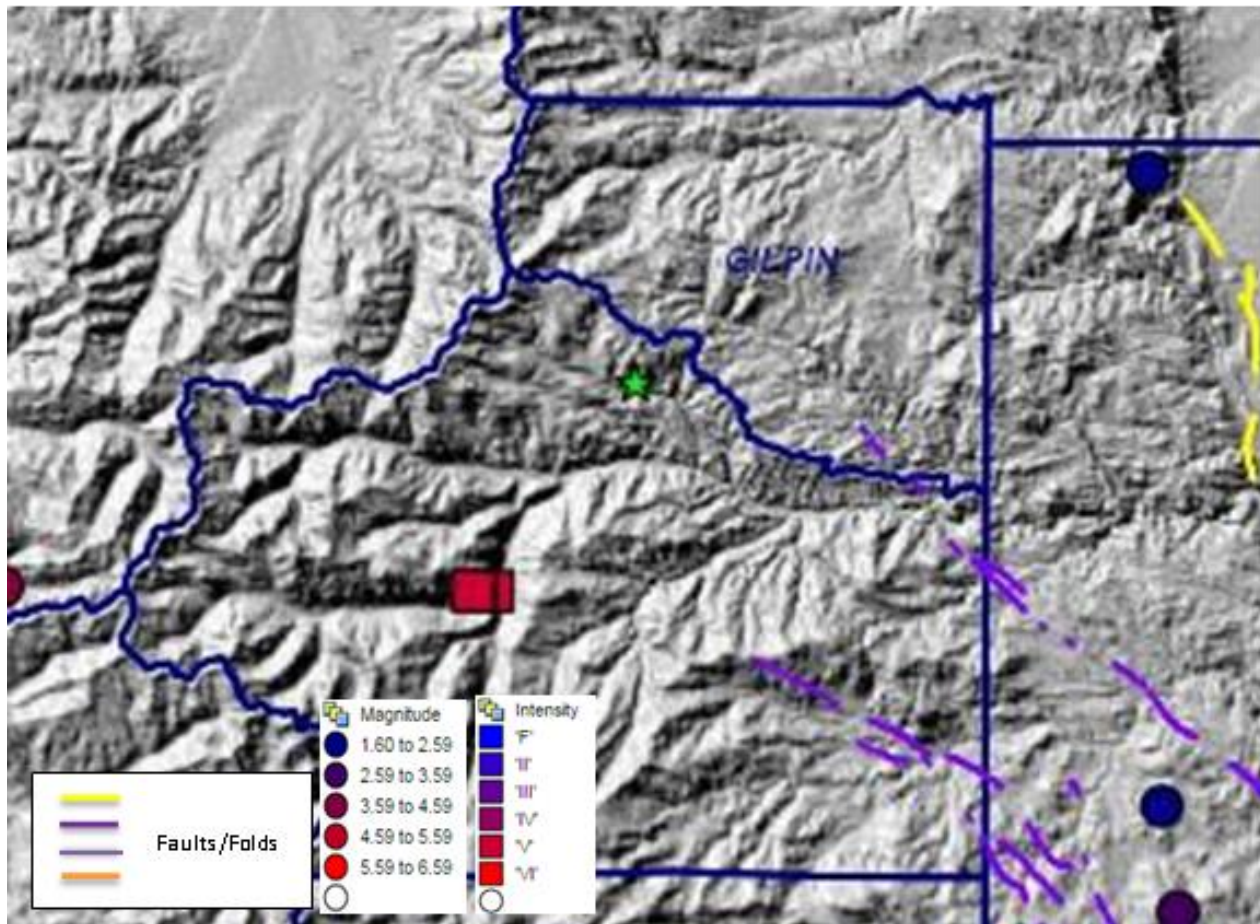 GILPIN
Magnitude
1.60 to 2.59
2.59 to 3.59
3.59 to 4.59
4.59 to 5.59
5.59 to 6.59
Intensity
'F'
'II'
'III'
'IV'
'V'
'VI'
Faults/Folds